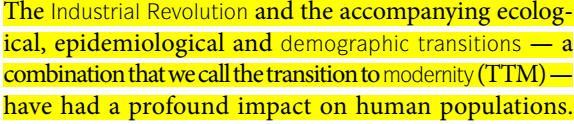 The Industrial Revolution and the accompanying ecolog-
ical, epidemiological and demographic transitions — a
combination that we call the transition to modernity (TTM) —
have had a profound impact on human populations.